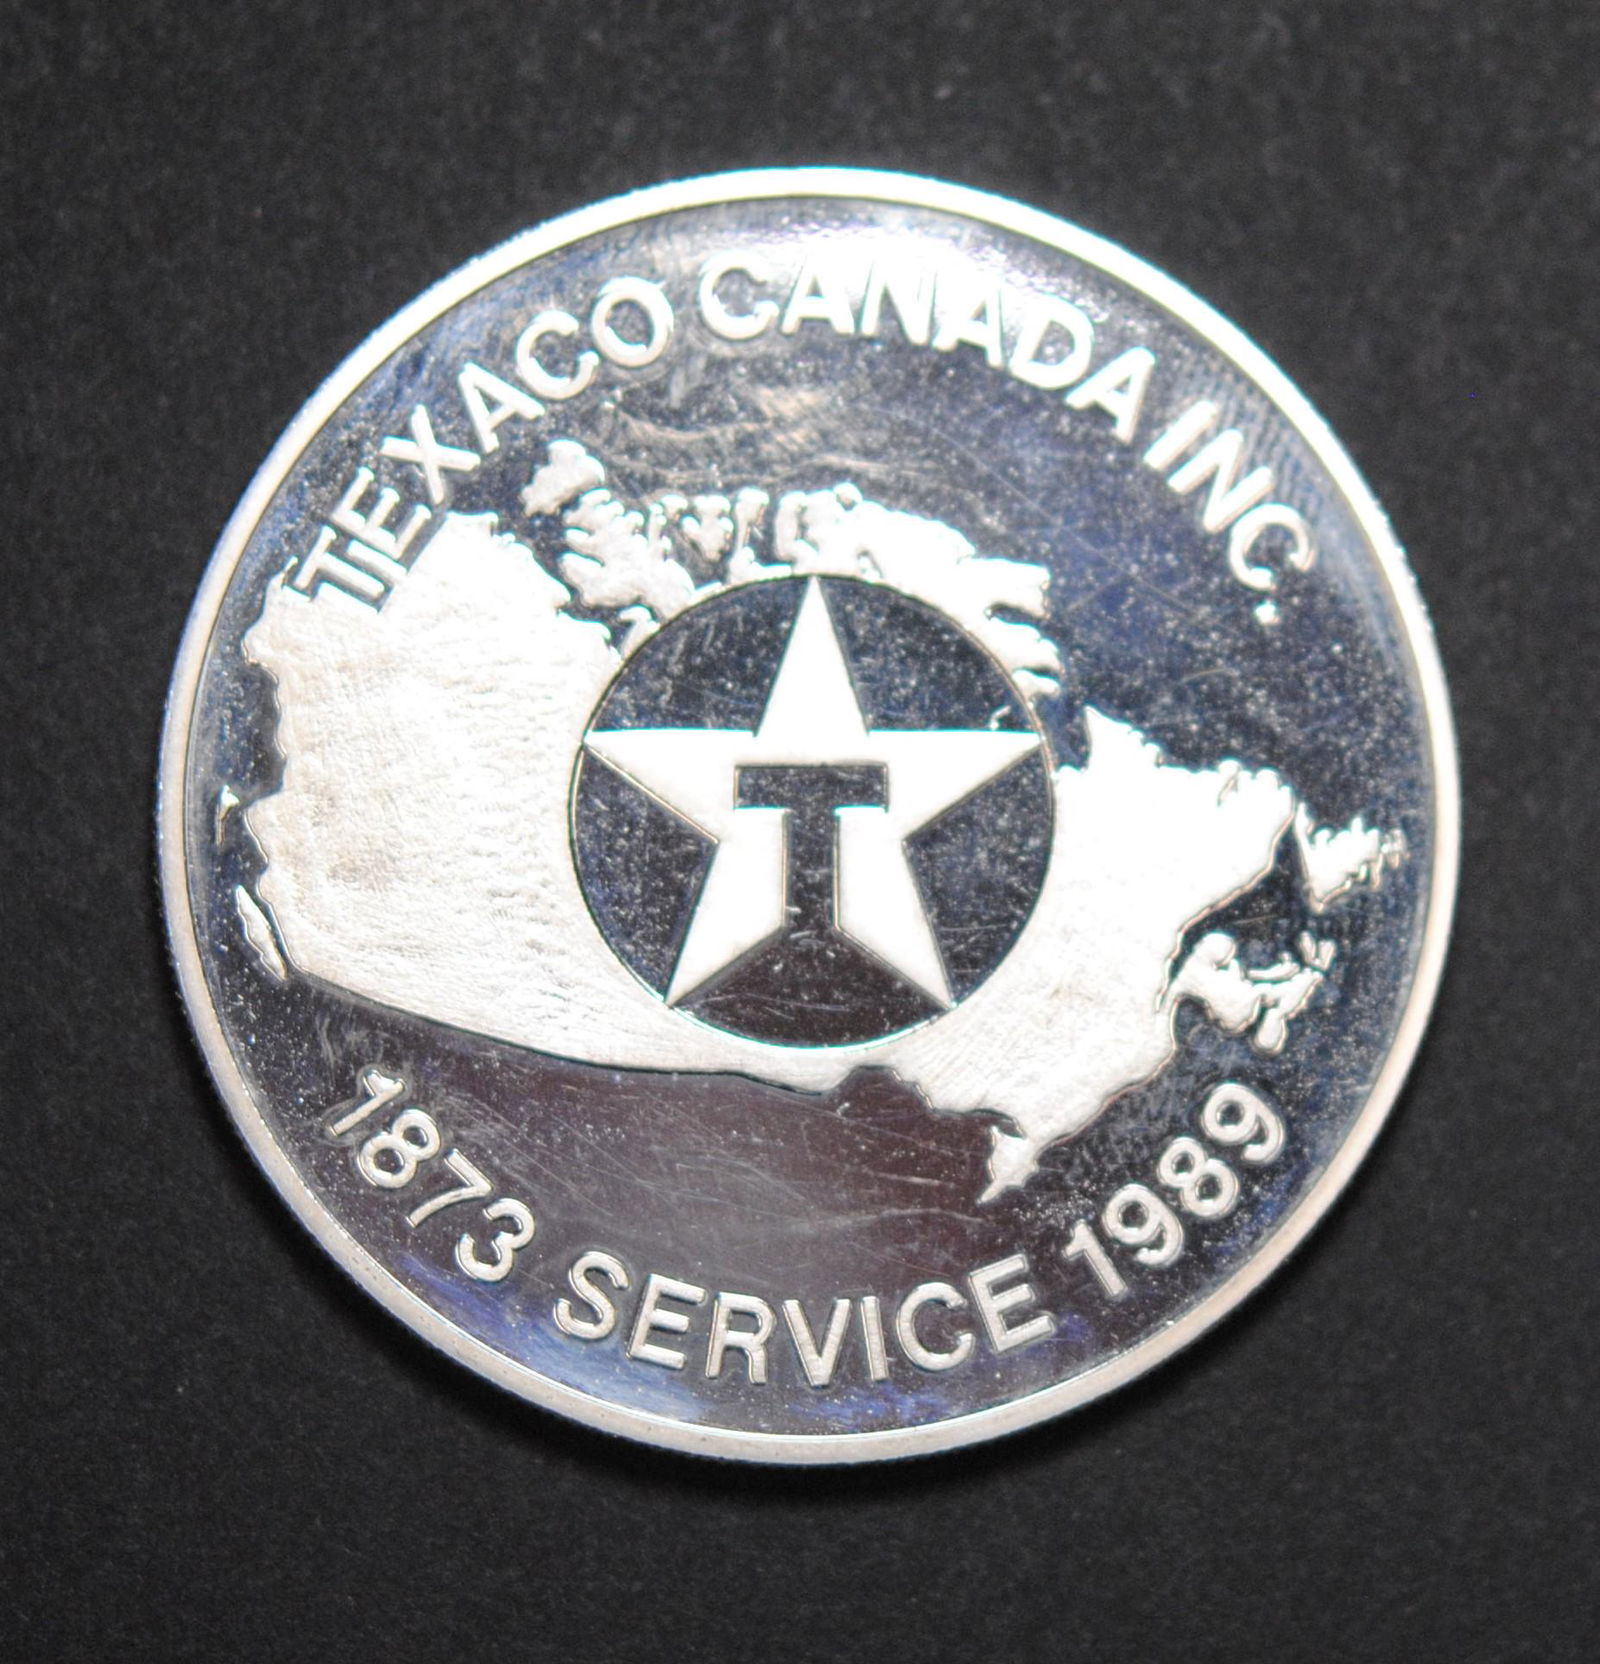 TEXACO CANADA INC.
T
1873 SERVICE 1989